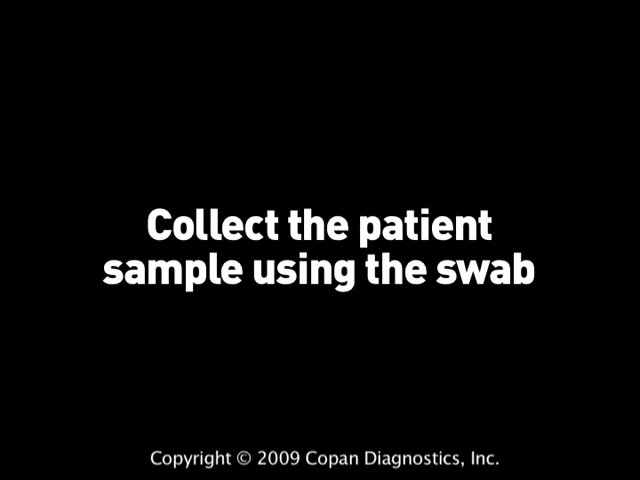 Collect the patient
sample using the swab
Copyright © 2009 Copan Diagnostics, Inc.